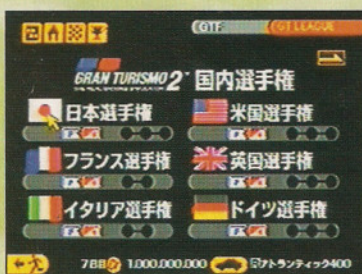 G1F
GT LEAGUE
GRAN TURISMO 2 国内選手権
日本選手権
米国選手権
フランス選手権
英国選手権
イタリア選手権
ドイツ選手権
788 1.000.000.000 アトランティック400